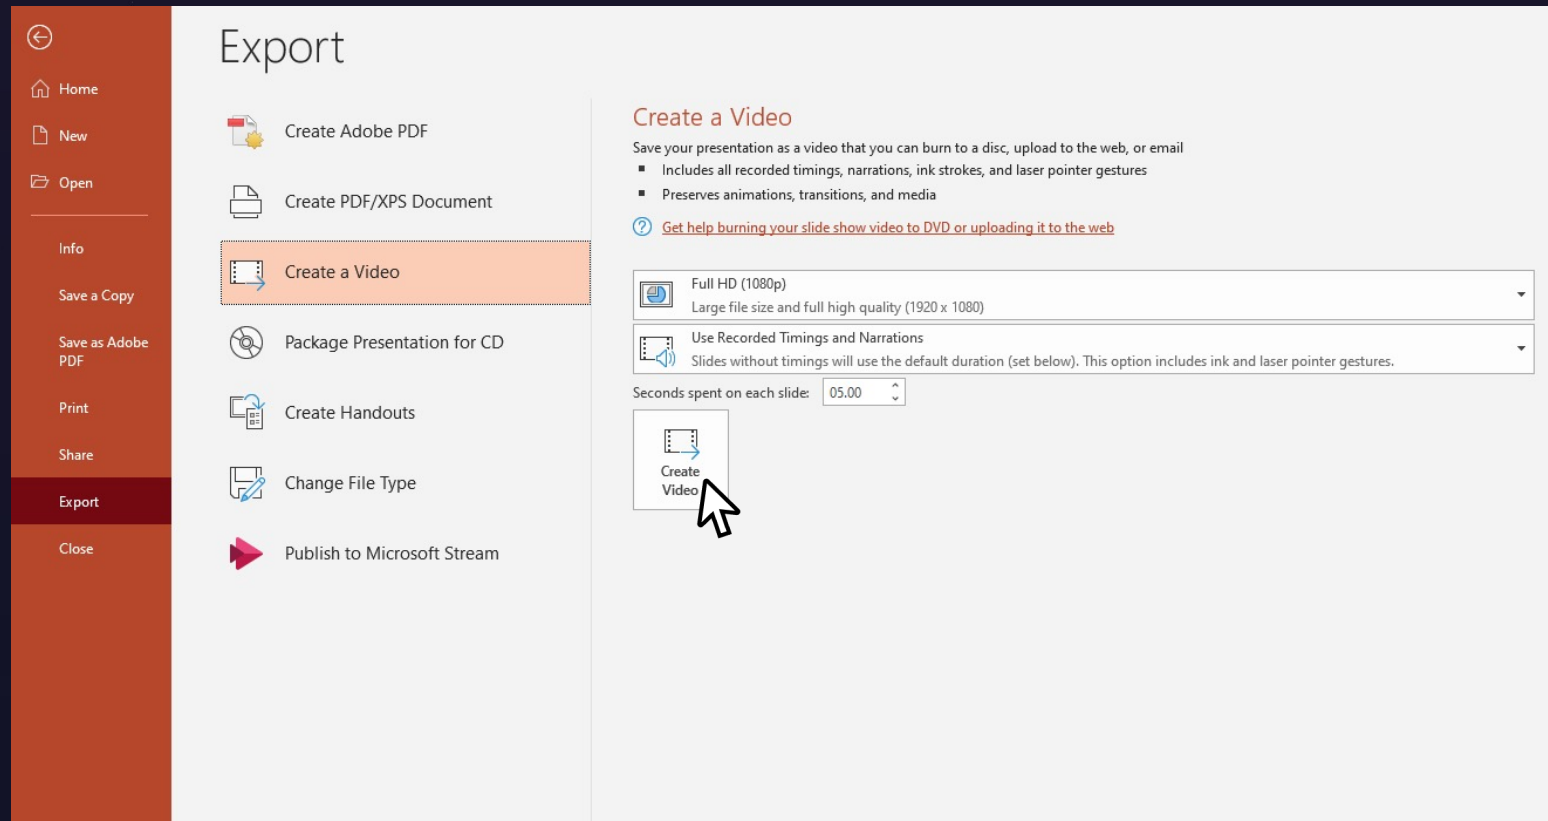 Export
Home
New
Open
Info
Save a Copy
Save as Adobe
PDF
Print
Share
Export
Close
Create Adobe PDF
Create PDF/XPS Document
Create a Video
Package Presentation for CD
Create Handouts
Change File Type
Publish to Microsoft Stream
Create a Video
Save your presentation as a video that you can burn to a disc, upload to the web, or email
Includes all recorded timings, narrations, ink strokes, and laser pointer gestures
Preserves animations, transitions, and media
Get help burning your slide show video to DVD or uploading it to the web
Full HD (1080p)
Large file size and full high quality (1920 x 1080)
Use Recorded Timings and Narrations
Slides without timings will use the default duration (set below). This option includes ink and laser pointer gestures.
Seconds spent on each slide: 05.00
Create
Video